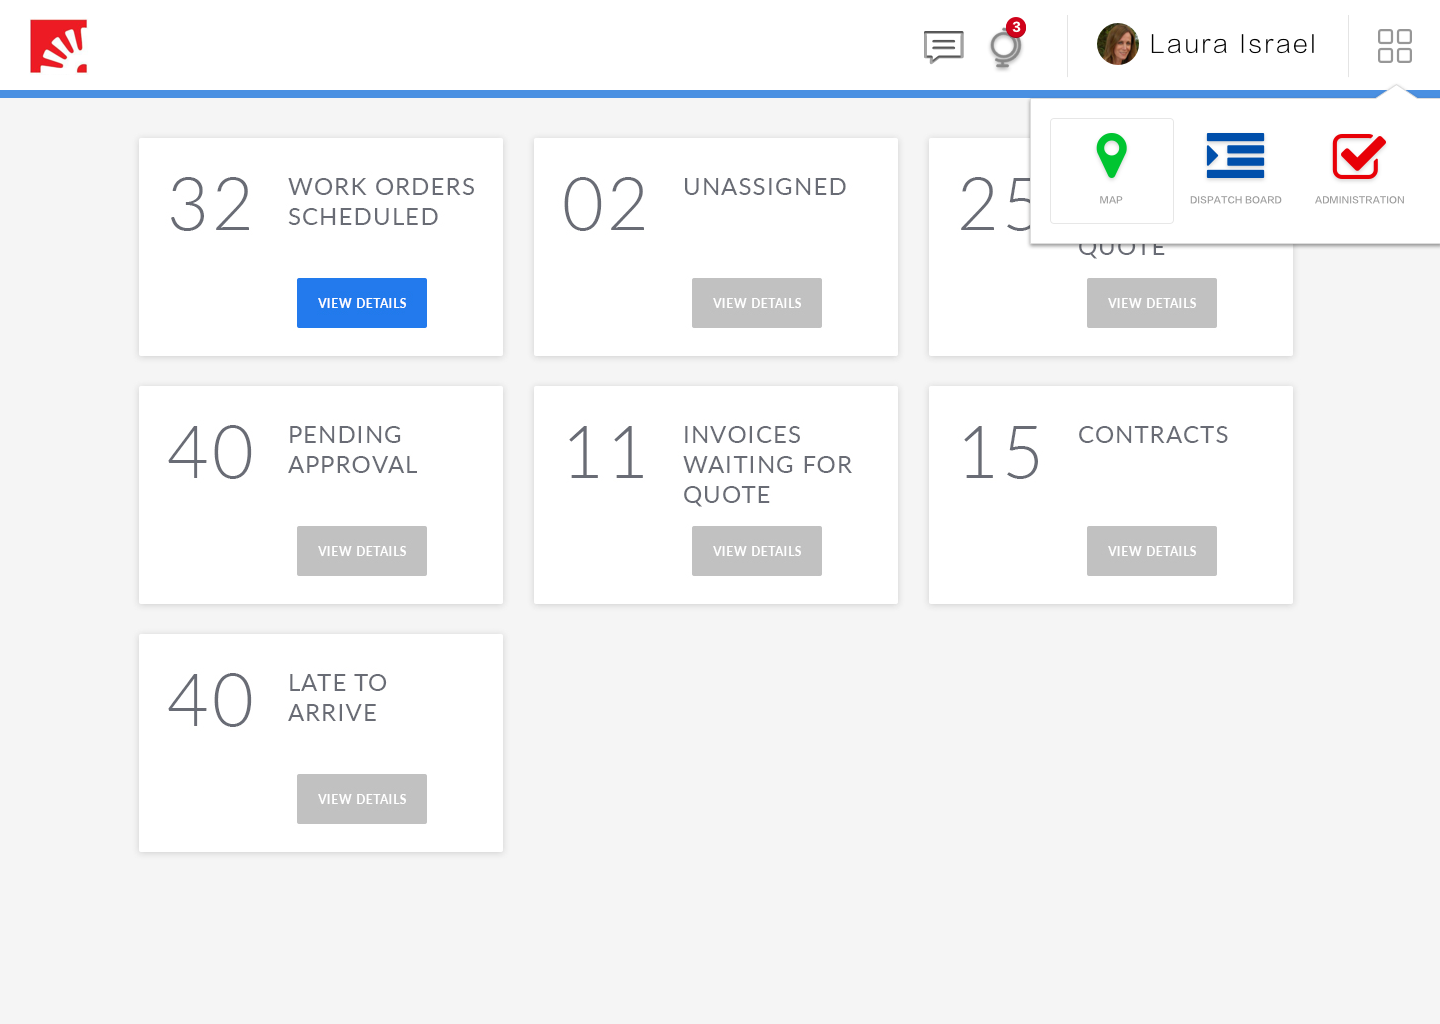 3
Laura Israel
MAP
DISPATCH BOARD
ADMINISTRATION
32
WORK ORDERS
SCHEDULED
VIEW DETAILS
02
UNASSIGNED
VIEW DETAILS
25
QUOTE
VIEW DETAILS
40
PENDING
APPROVAL
VIEW DETAILS
11
INVOICES
WAITING FOR
QUOTE
VIEW DETAILS
15
CONTRACTS
VIEW DETAILS
40
LATE TO
ARRIVE
VIEW DETAILS